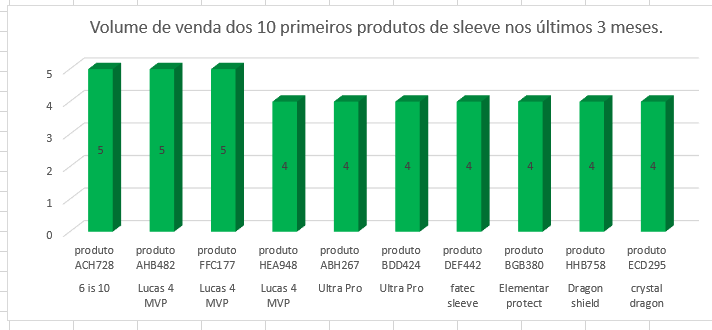 Volume de venda dos 10 primeiros produtos de sleeve nos últimos 3 meses.
5
4
3
2
1
0
5 5 5 4 4 4 4 4 4 4
produto produto produto produto produto produto produto produto produto produto
ACH728 AHB482 FFC177 HEA948 ABH267 BDD424 DEF442 BGB380 HHB758 ECD295
6 is 10 Lucas 4 Lucas 4 Lucas 4 Ultra Pro Ultra Pro fatec Elementar Dragon crystal
MVP MVP MVP sleeve protect shield dragon